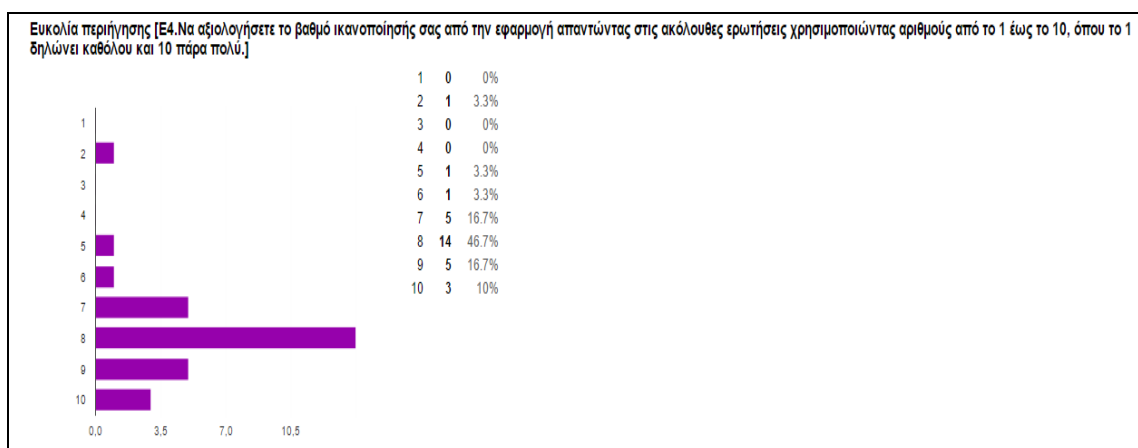 Ευκολία περιήγησης [Ε4.Να αξιολογήσετε το βαθμό ικανοποίησής σας από την εφαρμογή απαντώντας στις ακόλουθες ερωτήσεις χρησιμοποιώντας αριθμούς από το 1 έως το 10, όπου το 1
δηλώνει καθόλου και 10 πάρα πολύ.]
1 0 0%
2 1 3.3%
3 0 0%
4 0 0%
5 1 3.3%
6 1 3.3%
7 5 16.7%
8 14 46.7%
9 5 16.7%
10 3 10%
1
2
3
4
5
6
7
8
9
10
0,0 3,5 7,0 10,5